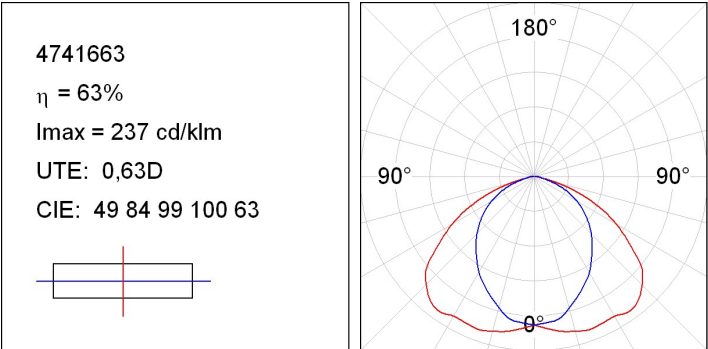 4741663
η = 63%
Imax = 237 cd/klm
UTE: 0,63D
CIE: 49 84 99 100 63
180°
90° 90°
0°